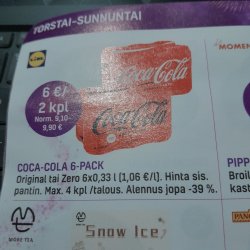 TORSTAI-SUNNUNTAI
MOMEN
LIDL
6 €/
2 kpl
Norm. 9,10-
9,90 €
Coca-Cola
Coca-Cola
COCA-COLA 6-PACK
Original tai Zero 6x0,33 l (1,06 €/l). Hinta sis.
pantin. Max. 4 kpl /talous. Alennus jopa -39 %.
PIPP
Broil
kast
MORE TEA
Snow Ice
PANI